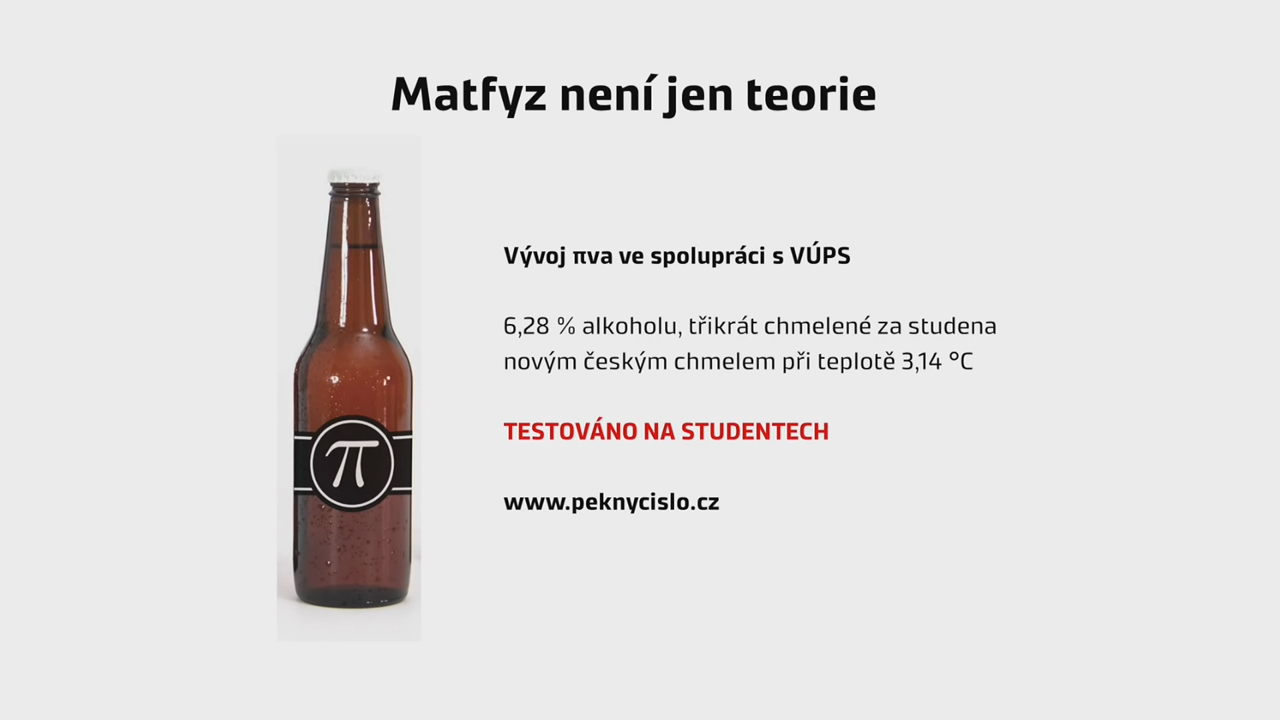 Matfyz není jen teorie
Vývoj πva ve spolupráci s VÚPS
6,28 % alkoholu, třikrát chmelené za studena
novým českým chmelem při teplotě 3,14 °C
TESTOVÁNO NA STUDENTECH
www.peknycislo.cz
π